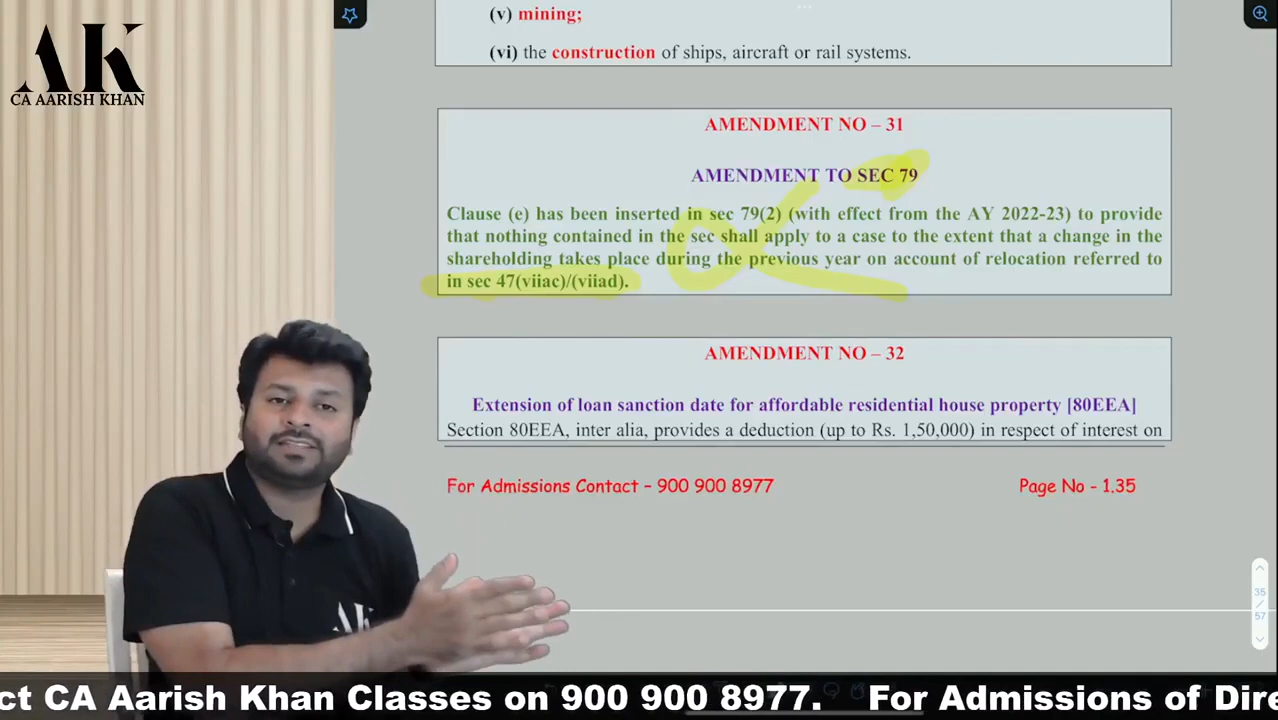 (v) mining;
AK
CA AARISH KHAN
(vi) the construction of ships, aircraft or rail systems.
AMENDMENT NO – 31
AMENDMENT TO SEC 79
Clause (e) has been inserted in sec 79(2) (with effect from the AY 2022-23) to provide
that nothing contained in the sec shall apply to a case to the extent that a change in the
shareholding takes place during the previous year on account of relocation referred to
in sec 47(viiac)/(viiad).
AMENDMENT NO – 32
Extension of loan sanction date for affordable residential house property [80EEA]
Section 80EEA, inter alia, provides a deduction (up to Rs. 1,50,000) in respect of interest on
For Admissions Contact – 900 900 8977
Page No - 1.35
35
/
57
AK
ct CA Aarish Khan Classes on 900 900 8977. For Admissions of Dire